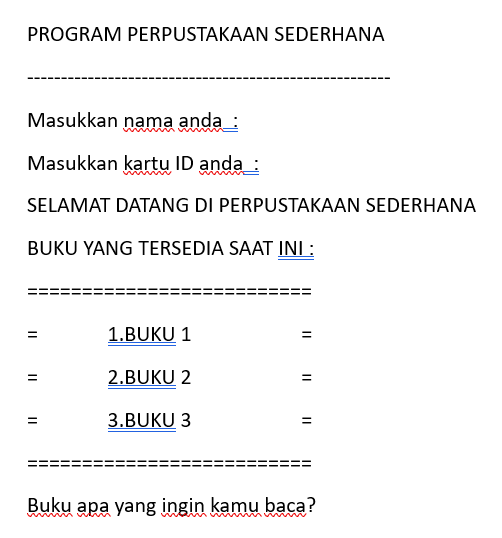 PROGRAM PERPUSTAKAAN SEDERHANA
------------------------------------------------------
Masukkan nama anda  :
Masukkan kartu ID anda  :
SELAMAT DATANG DI PERPUSTAKAAN SEDERHANA
BUKU YANG TERSEDIA SAAT INI :
==========================
= 1.BUKU 1 =
= 2.BUKU 2 =
= 3.BUKU 3 =
==========================
Buku apa yang ingin kamu baca?